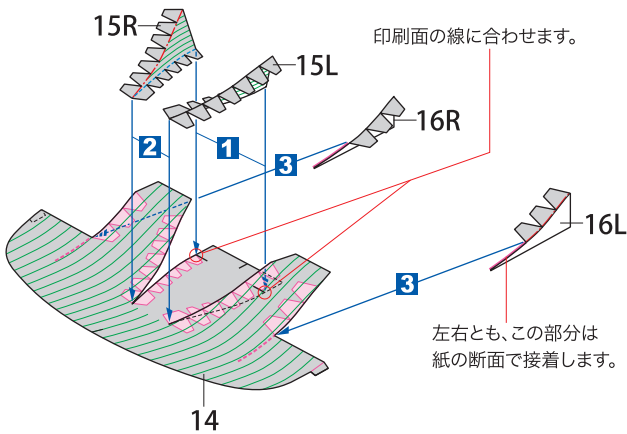 15R
印刷面の線に合わせます。
15L
16R
2
1
3
16L
3
左右とも、この部分は
紙の断面で接着します。
14